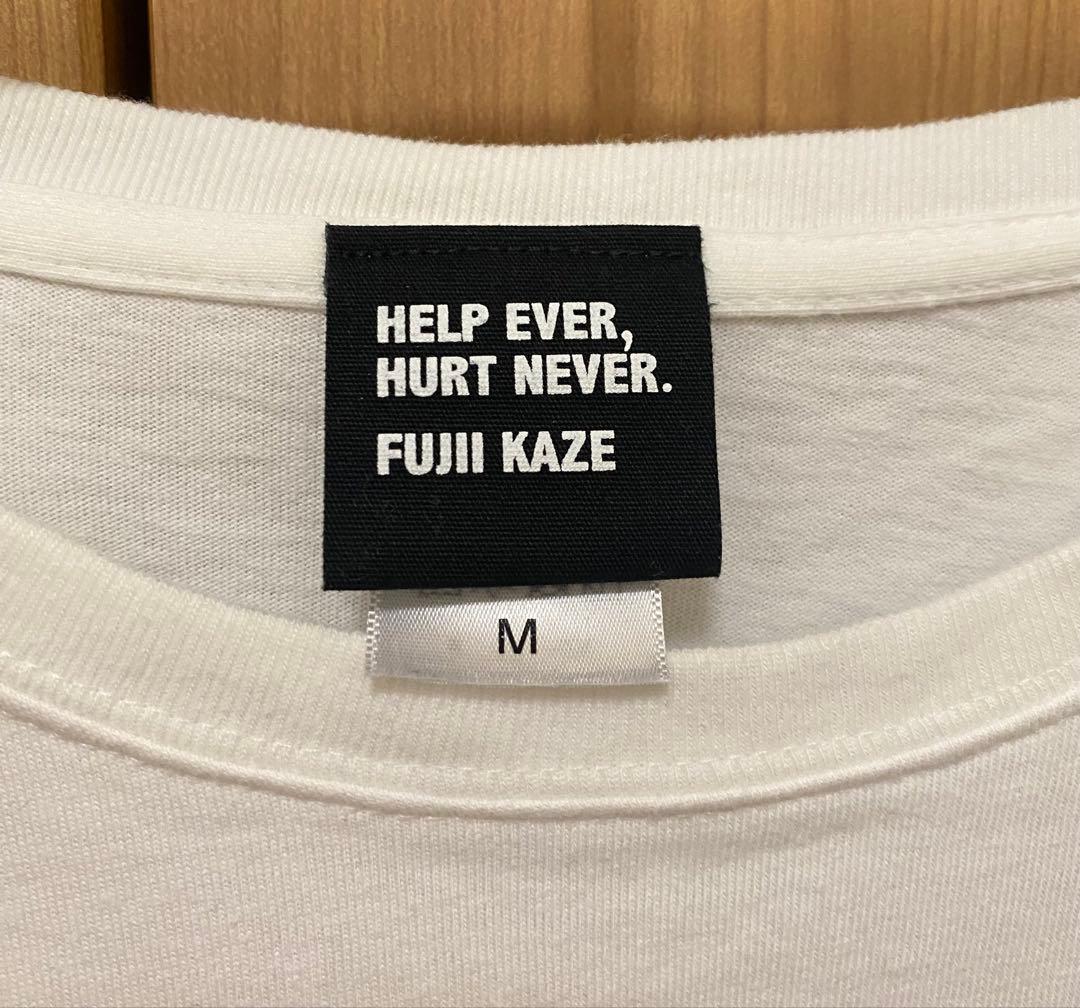 HELP EVER,
HURT NEVER.
FUJII KAZE
M